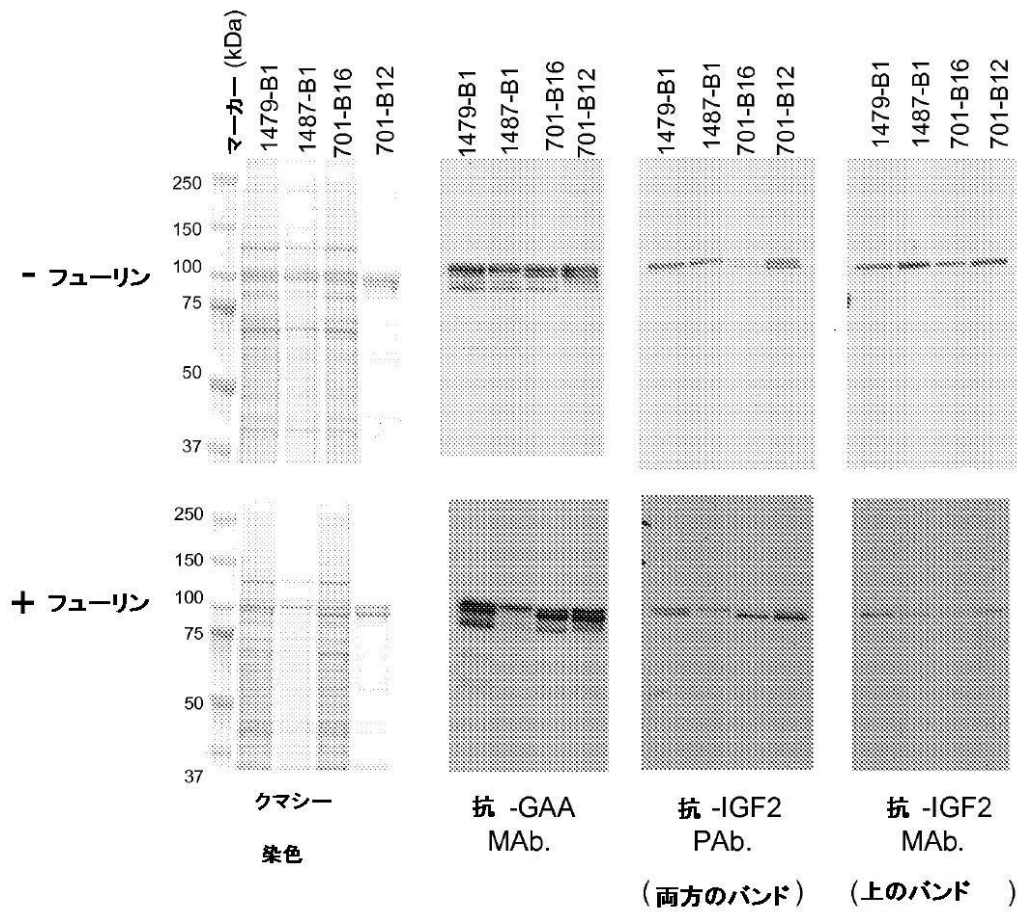 マーカー (kDa)
1479-B1
1487-B1
701-B16
701-B12
1479-B1
1487-B1
701-B16
701-B12
1479-B1
1487-B1
701-B16
701-B12
1479-B1
1487-B1
701-B16
701-B12
250
150
100
75
50
37
- フューリン
250
150
100
75
50
37
+ フューリン
クマシー
染色
抗 -GAA
MAb.
抗 -IGF2
PAb.
(両方のバンド)
抗 -IGF2
MAb.
(上のバンド )